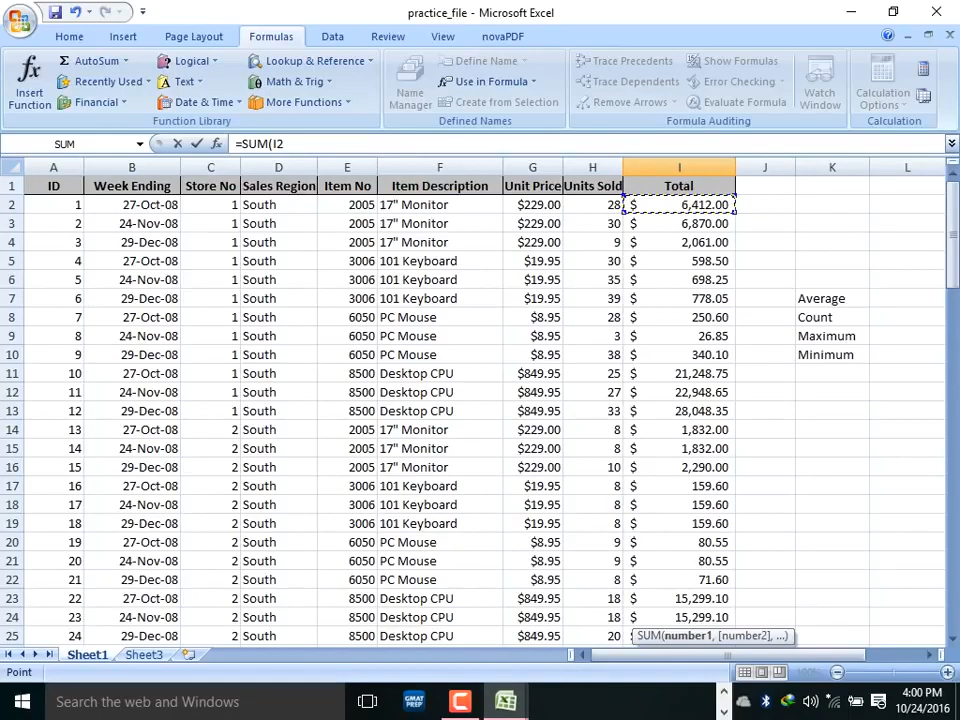 practice_file - Microsoft Excel
Home Insert Page Layout Formulas Data Review View novaPDF
Insert Function
Σ AutoSum
Recently Used
Financial
Logical
Text
Date & Time
Lookup & Reference
Math & Trig
More Functions
Function Library
Name Manager
Define Name
Use in Formula
Create from Selection
Defined Names
Trace Precedents
Trace Dependents
Remove Arrows
Show Formulas
Error Checking
Evaluate Formula
Formula Auditing
Watch Window
Calculation Options
Calculation
SUM fx =SUM(I2
A B C D E F G H I J K L
1 ID Week Ending Store No Sales Region Item No Item Description Unit Price Units Sold Total
2 1 27-Oct-08 1 South 2005 17" Monitor $229.00 28 $ 6,412.00
3 2 24-Nov-08 1 South 2005 17" Monitor $229.00 30 $ 6,870.00
4 3 29-Dec-08 1 South 2005 17" Monitor $229.00 9 $ 2,061.00
5 4 27-Oct-08 1 South 3006 101 Keyboard $19.95 30 $ 598.50
6 5 24-Nov-08 1 South 3006 101 Keyboard $19.95 35 $ 698.25
7 6 29-Dec-08 1 South 3006 101 Keyboard $19.95 39 $ 778.05 Average
8 7 27-Oct-08 1 South 6050 PC Mouse $8.95 28 $ 250.60 Count
9 8 24-Nov-08 1 South 6050 PC Mouse $8.95 3 $ 26.85 Maximum
10 9 29-Dec-08 1 South 6050 PC Mouse $8.95 38 $ 340.10 Minimum
11 10 27-Oct-08 1 South 8500 Desktop CPU $849.95 25 $ 21,248.75
12 11 24-Nov-08 1 South 8500 Desktop CPU $849.95 27 $ 22,948.65
13 12 29-Dec-08 1 South 8500 Desktop CPU $849.95 33 $ 28,048.35
14 13 27-Oct-08 2 South 2005 17" Monitor $229.00 8 $ 1,832.00
15 14 24-Nov-08 2 South 2005 17" Monitor $229.00 8 $ 1,832.00
16 15 29-Dec-08 2 South 2005 17" Monitor $229.00 10 $ 2,290.00
17 16 27-Oct-08 2 South 3006 101 Keyboard $19.95 8 $ 159.60
18 17 24-Nov-08 2 South 3006 101 Keyboard $19.95 8 $ 159.60
19 18 29-Dec-08 2 South 3006 101 Keyboard $19.95 8 $ 159.60
20 19 27-Oct-08 2 South 6050 PC Mouse $8.95 9 $ 80.55
21 20 24-Nov-08 2 South 6050 PC Mouse $8.95 9 $ 80.55
22 21 29-Dec-08 2 South 6050 PC Mouse $8.95 8 $ 71.60
23 22 27-Oct-08 2 South 8500 Desktop CPU $849.95 18 $ 15,299.10
24 23 24-Nov-08 2 South 8500 Desktop CPU $849.95 18 $ 15,299.10
25 24 29-Dec-08 2 South 8500 Desktop CPU $849.95 20
SUM(number1, [number2], ...)
Sheet1 Sheet3
Point 100%
Search the web and Windows
GMAT PREP
4:00 PM
10/24/2016